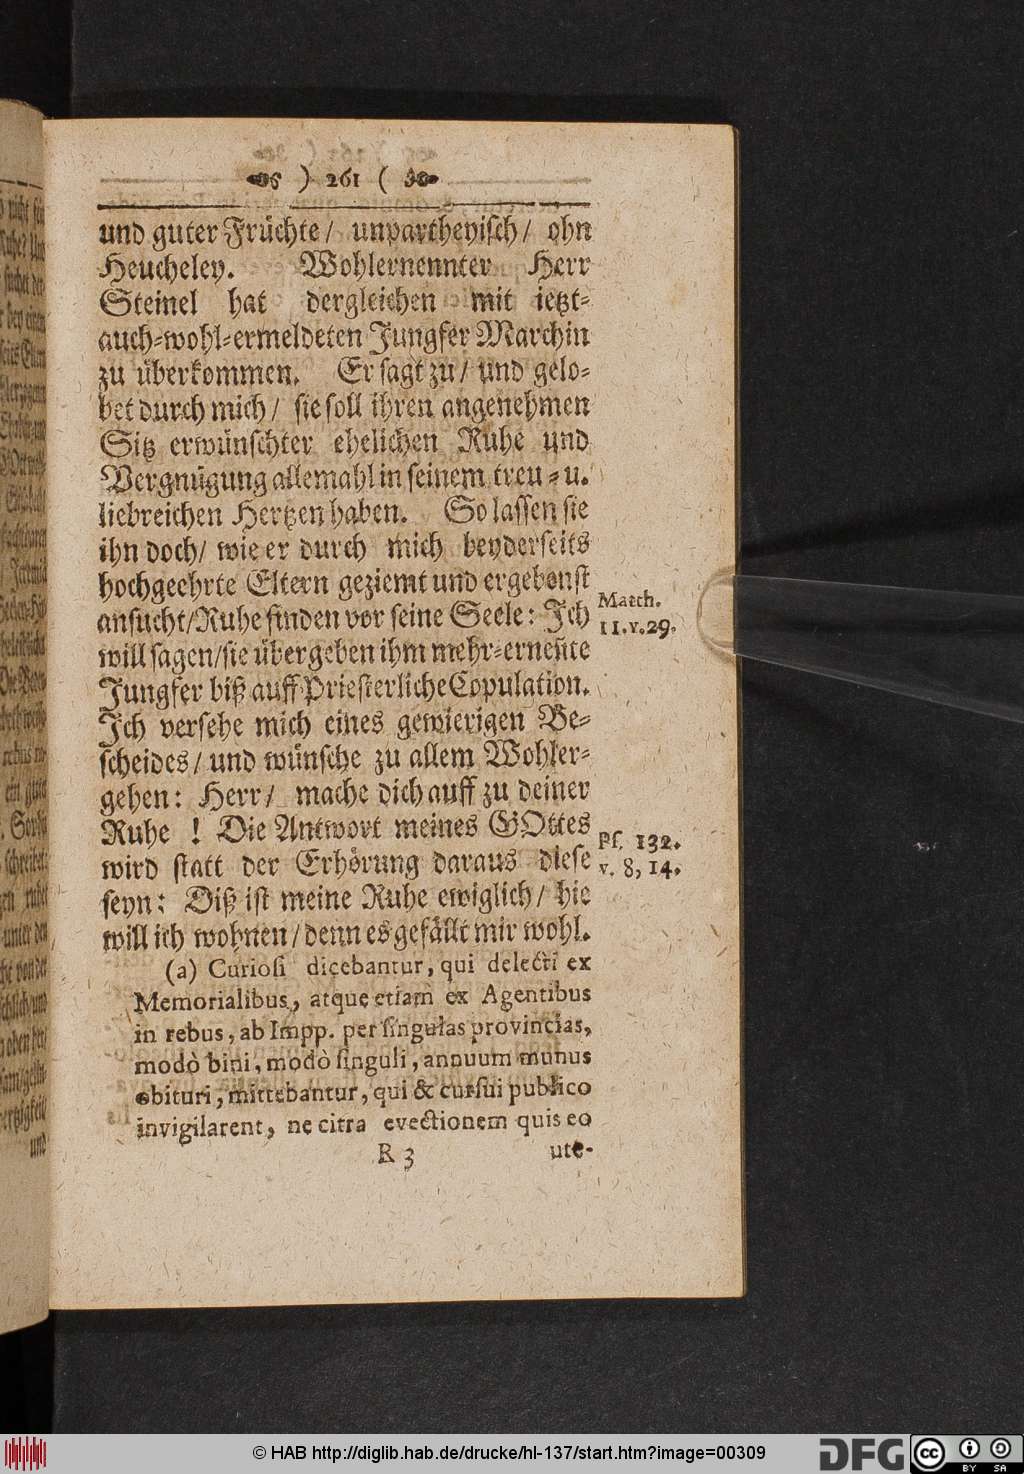 ) 261 (
und guter Früchte / unpartheyisch / ohn
Heucheley. Wohlernennter Herr
Steinel hat dergleichen mit ietzt-
auch-wohl-ermeldeten Jungfer Marchin
zu überkommen. Er sagt zu / und gelo-
bet durch mich / sie soll ihren angenehmen
Sitz erwünschter ehelichen Ruhe und
Vergnügung allemahl in seinem treu- u.
liebreichen Hertzen haben. So lassen sie
ihn doch / wie er durch mich beyderseits
hochgeehrte Eltern geziemt und ergebenst
ansucht / Ruhe finden vor seine Seele: Ich
Matth.
11. v. 29.
will sagen / sie übergeben ihm mehr-erneñte
Jungfer biß auff Priesterliche Copulation.
Ich versehe mich eines gewierigen Be-
scheides / und wünsche zu allem Wohler-
gehen: Herr / mache dich auff zu deiner
Ruhe ! Die Antwort meines GOttes
Ps. 132.
v. 8, 14.
wird statt der Erhörung daraus diese
seyn: Diß ist meine Ruhe ewiglich / hie
will ich wohnen / denn es gefällt mir wohl.
(a) Curiosi dicebantur, qui delecti ex
Memorialibus, atque etiam ex Agentibus
in rebus, ab Impp. per singulas provincias,
modò bini, modò singuli, annuum munus
obituri, mittebantur, qui & cursui publico
invigilarent, ne citra evectionem quis eo
R 3 ute-
© HAB http://diglib.hab.de/drucke/hl-137/start.htm?image=00309
DFG
cc BY SA